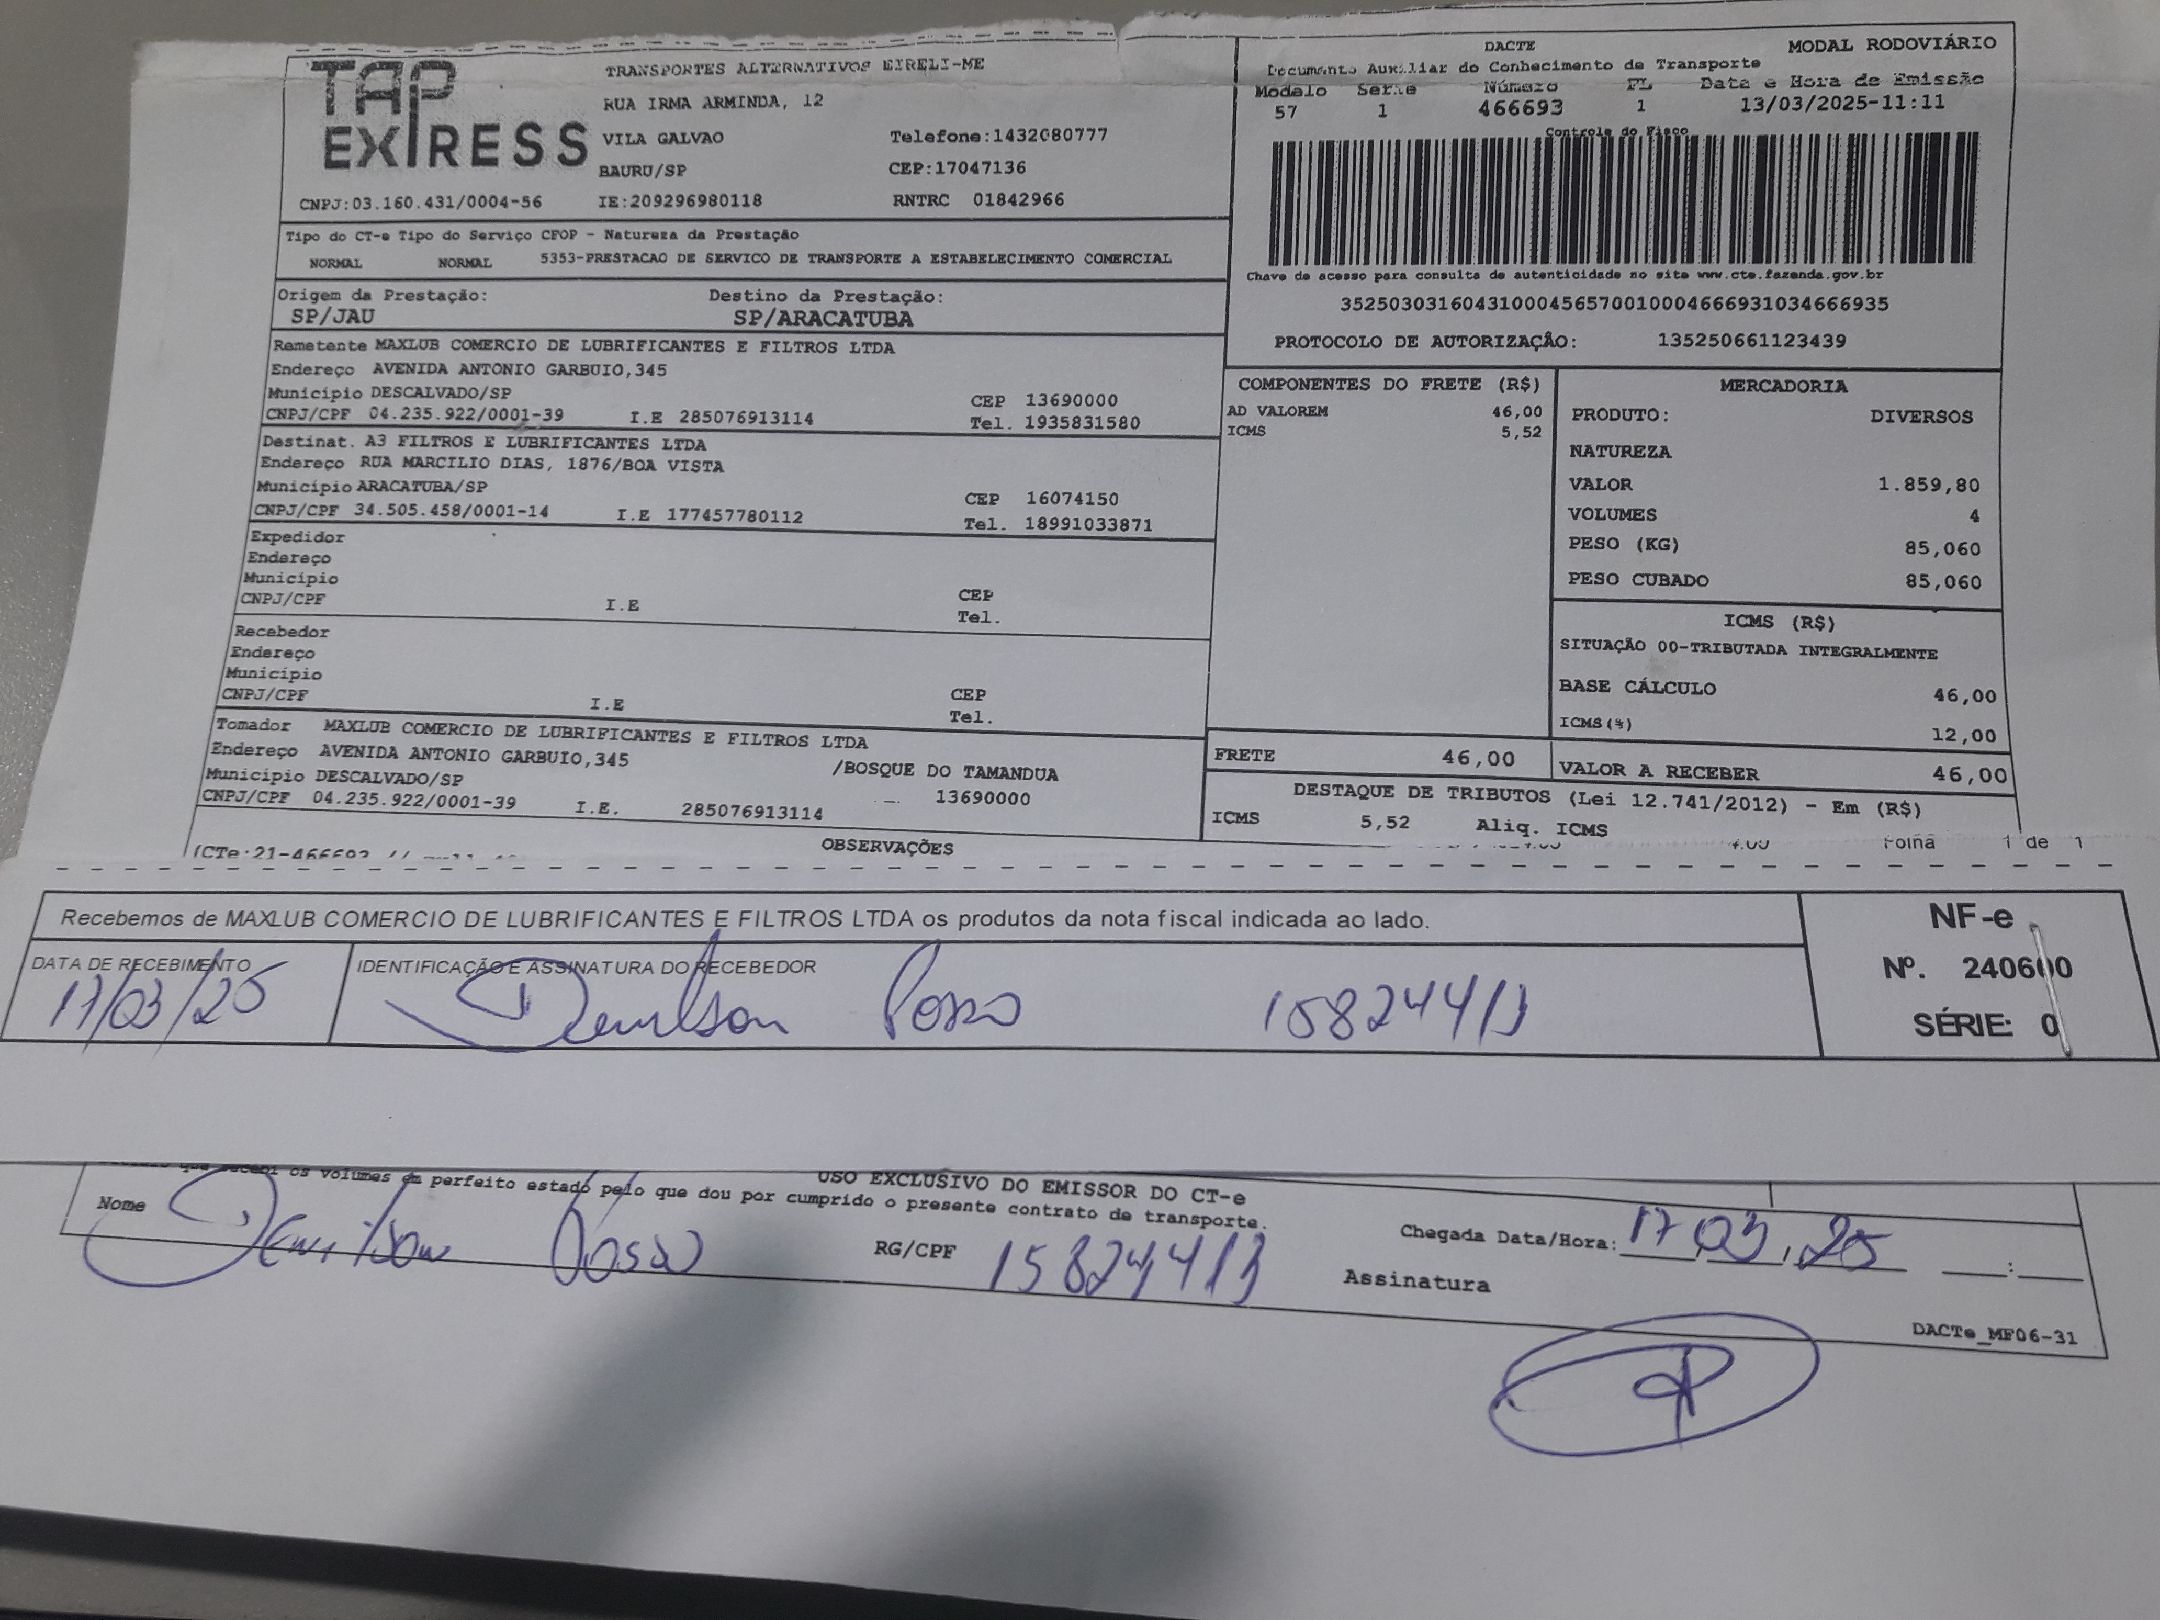 TAP EXPRESS
TRANSPORTES ALTERNATIVOS EIRELI-ME
RUA IRMA ARMINDA, 12
VILA GALVAO Telefone:1432080777
BAURU/SP CEP:17047136
CNPJ:03.160.431/0004-56 IE:209296980118 RNTRC 01842966
DACTE MODAL RODOVIÁRIO
Documento Auxiliar do Conhecimento de Transporte
Modelo Serie Número FL Data e Hora de Emissão
57 1 466693 1 13/03/2025-11:11
Controle do Fisco
Chave de acesso para consulta de autenticidade no site www.cte.fazenda.gov.br
35250303160431000456570010004666931034666935
PROTOCOLO DE AUTORIZAÇÃO: 135250661123439
Tipo do CT-e Tipo do Serviço CFOP - Natureza da Prestação
NORMAL NORMAL 5353-PRESTACAO DE SERVICO DE TRANSPORTE A ESTABELECIMENTO COMERCIAL
Origem da Prestação: Destino da Prestação:
SP/JAU SP/ARACATUBA
Remetente MAXLUB COMERCIO DE LUBRIFICANTES E FILTROS LTDA
Endereço AVENIDA ANTONIO GARBUIO,345
Município DESCALVADO/SP CEP 13690000
CNPJ/CPF 04.235.922/0001-39 I.E 285076913114 Tel. 1935831580
Destinat. A3 FILTROS E LUBRIFICANTES LTDA
Endereço RUA MARCILIO DIAS, 1876/BOA VISTA
Município ARACATUBA/SP CEP 16074150
CNPJ/CPF 34.505.458/0001-14 I.E 177457780112 Tel. 18991033871
Expedidor
Endereço
Município CEP
CNPJ/CPF I.E Tel.
Recebedor
Endereço
Município CEP
CNPJ/CPF I.E Tel.
Tomador MAXLUB COMERCIO DE LUBRIFICANTES E FILTROS LTDA
Endereço AVENIDA ANTONIO GARBUIO,345 /BOSQUE DO TAMANDUA
Município DESCALVADO/SP 13690000
CNPJ/CPF 04.235.922/0001-39 I.E. 285076913114
COMPONENTES DO FRETE (R$)
AD VALOREM 46,00
ICMS 5,52
FRETE 46,00
MERCADORIA
PRODUTO: DIVERSOS
NATUREZA
VALOR 1.859,80
VOLUMES 4
PESO (KG) 85,060
PESO CUBADO 85,060
ICMS (R$)
SITUAÇÃO 00-TRIBUTADA INTEGRALMENTE
BASE CÁLCULO 46,00
ICMS(%) 12,00
VALOR A RECEBER 46,00
DESTAQUE DE TRIBUTOS (Lei 12.741/2012) - Em (R$)
ICMS 5,52 Aliq. ICMS
OBSERVAÇÕES
Folha 1 de 1
Recebemos de MAXLUB COMERCIO DE LUBRIFICANTES E FILTROS LTDA os produtos da nota fiscal indicada ao lado.
DATA DE RECEBIMENTO IDENTIFICAÇÃO E ASSINATURA DO RECEBEDOR
17/03/25 Denilson 15824413
NF-e
Nº. 240600
SÉRIE: 0
USO EXCLUSIVO DO EMISSOR DO CT-e
que recebi os volumes em perfeito estado pelo que dou por cumprido o presente contrato de transporte.
Nome Denilson RG/CPF 15824413 Chegada Data/Hora: 17 03 25 :
Assinatura
DACTe_MF06-31